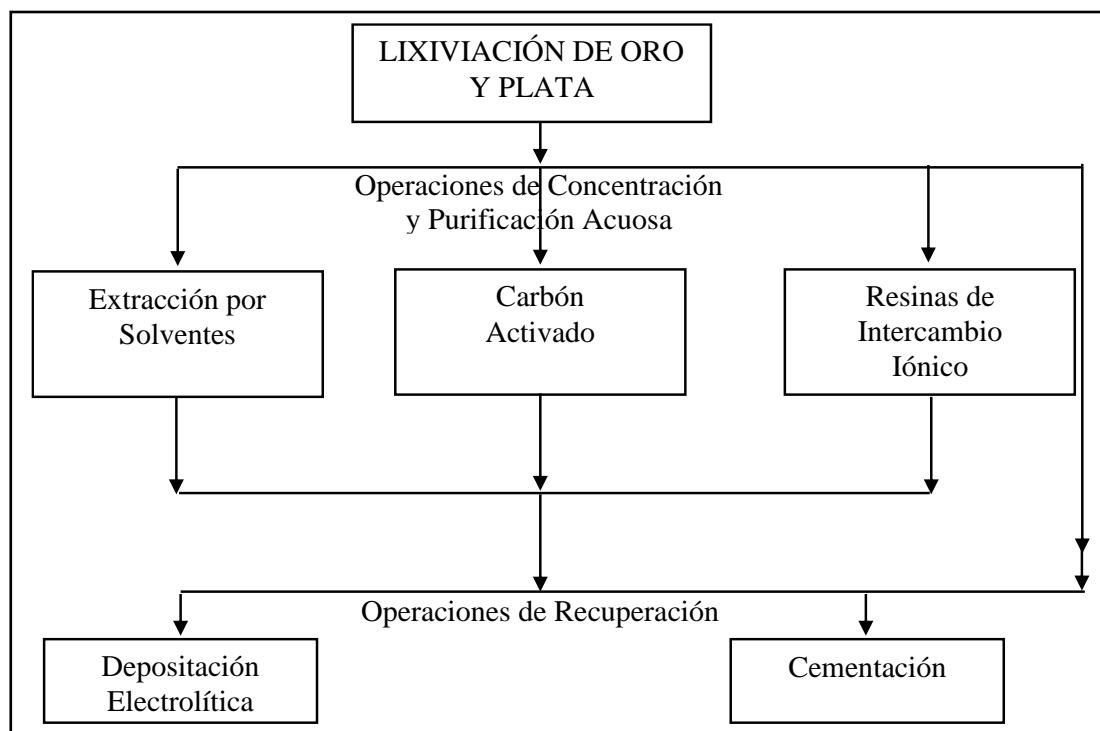 LIXIVIACIÓN DE ORO
Y PLATA
Operaciones de Concentración
y Purificación Acuosa
Extracción por
Solventes
Carbón
Activado
Resinas de
Intercambio
Iónico
Operaciones de Recuperación
Depositación
Electrolítica
Cementación